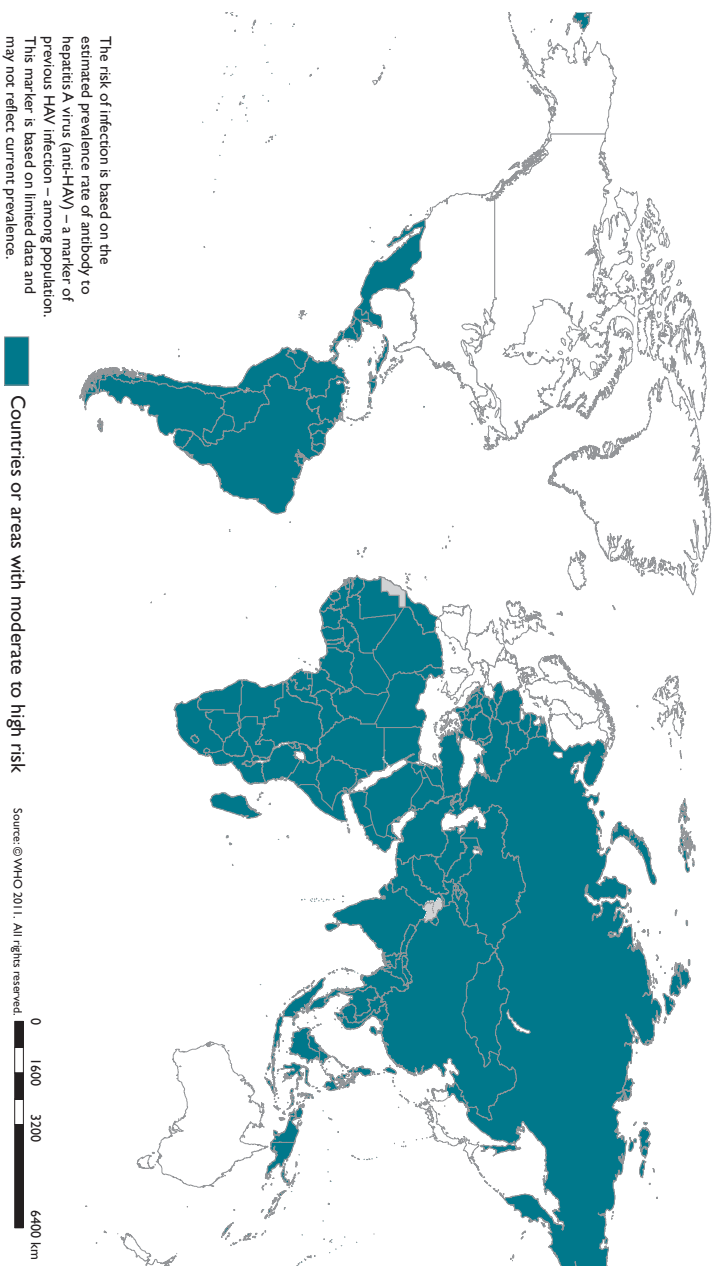 The risk of infection is based on the
estimated prevalence rate of antibody to
hepatitis A virus (anti-HAV) – a marker of
previous HAV infection – among population.
This marker is based on limited data and
may not reflect current prevalence.
Countries or areas with moderate to high risk
Source: © WHO 2011. All rights reserved.
0 1600 3200 6400 km